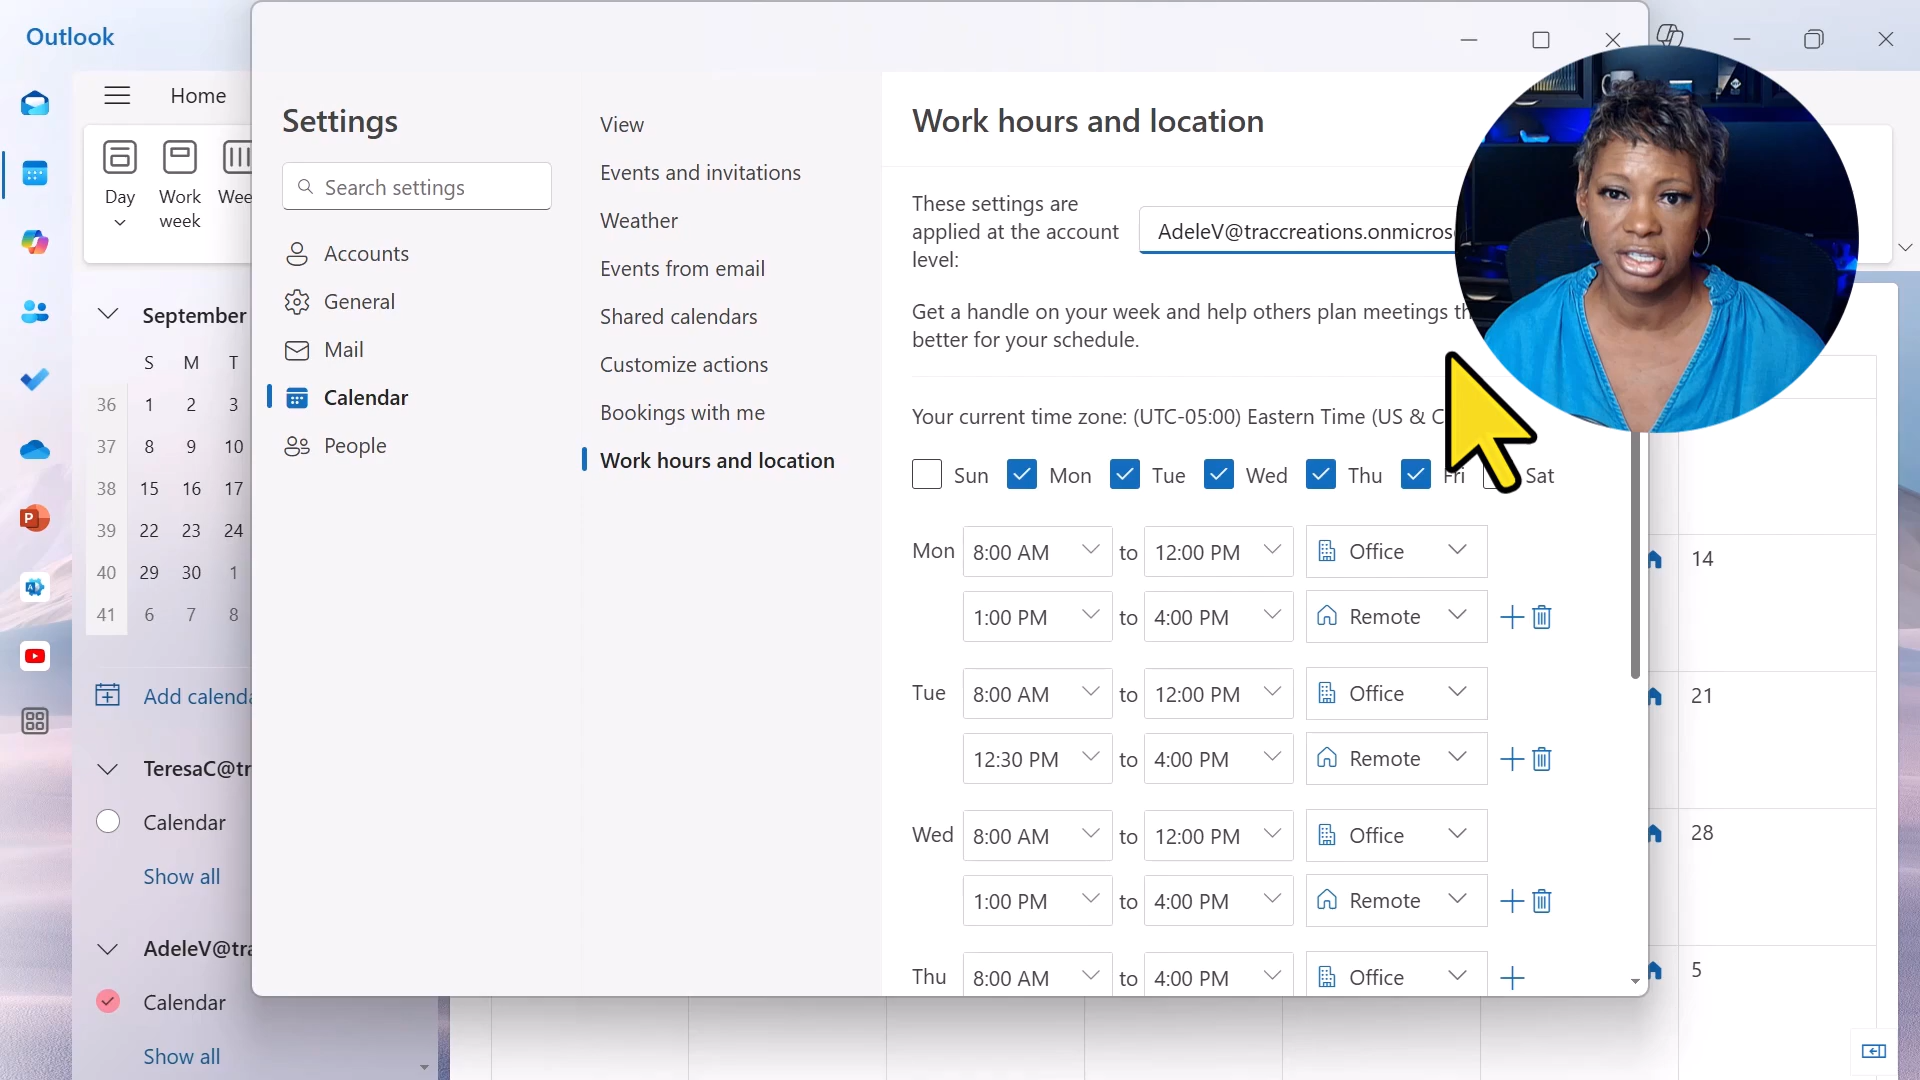 Outlook
Home
Day
Work
week
September
S M T
36 1 2 3
37 8 9 10
38 15 16 17
39 22 23 24
40 29 30 1
41 6 7 8
Show all
Calendar
Calendar
Show all
Settings
Search settings
Accounts
General
Mail
Calendar
People
View
Events and invitations
Weather
Events from email
Shared calendars
Customize actions
Bookings with me
Work hours and location
Work hours and location
These settings are
applied at the account
level:
AdeleV@traccreations.onmicros
Get a handle on your week and help others plan meetings
better for your schedule.
Your current time zone: (UTC-05:00) Eastern Time (US & C
Sun Mon Tue Wed Thu Fri Sat
Mon 8:00 AM to 12:00 PM Office
1:00 PM to 4:00 PM Remote
Tue 8:00 AM to 12:00 PM Office
12:30 PM to 4:00 PM Remote
Wed 8:00 AM to 12:00 PM Office
1:00 PM to 4:00 PM Remote
Thu 8:00 AM to 4:00 PM Office
14
21
28
5